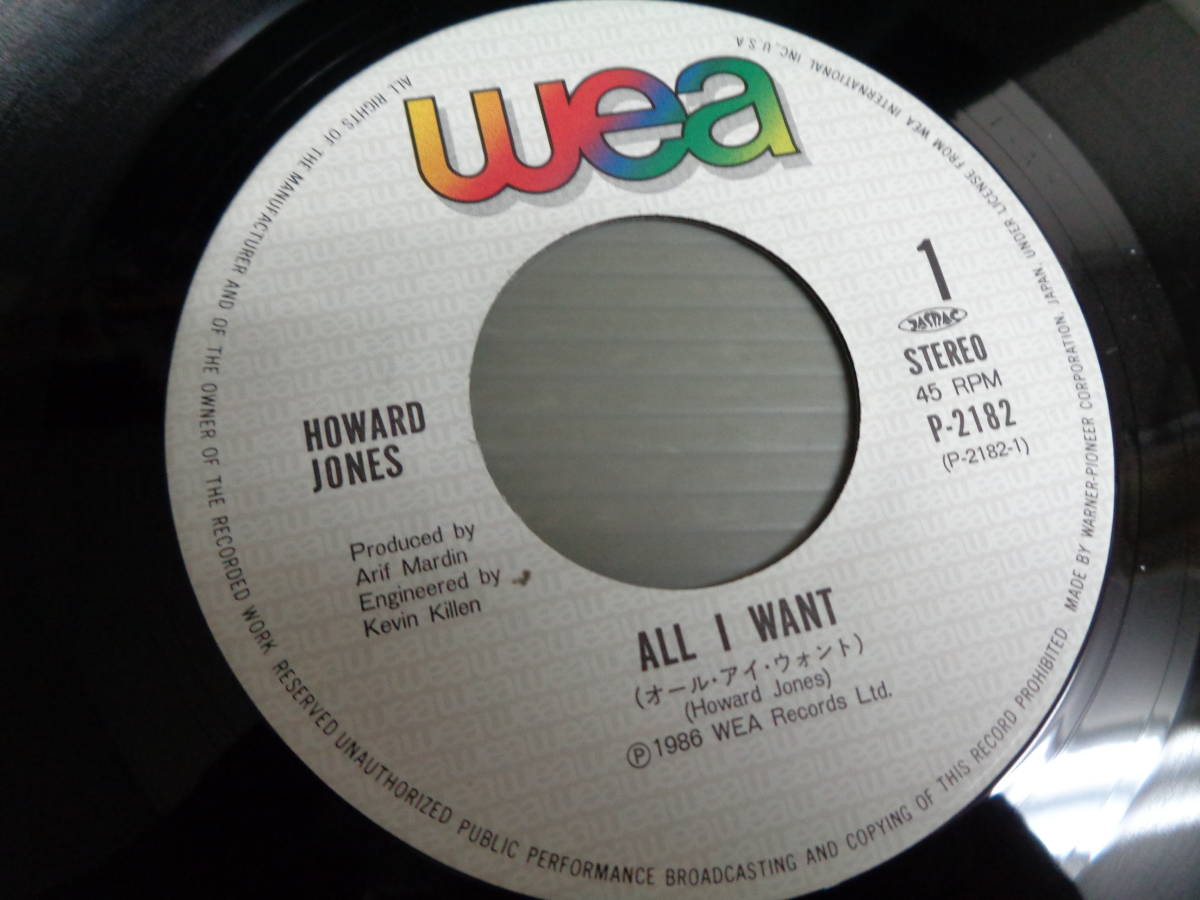 wea
1
JASRAC
STEREO
45 RPM
P-2182
(P-2182-1)
HOWARD
JONES
Produced by
Arif Mardin
Engineered by
Kevin Killen
ALL I WANT
(オール・アイ・ウォント)
(Howard Jones)
Ⓟ1986 WEA Records Ltd.
ALL RIGHTS OF THE MANUFACTURER AND OF THE OWNER OF THE RECORDED WORK RESERVED UNAUTHORIZED PUBLIC PERFORMANCE BROADCASTING AND COPYING OF THIS RECORD PROHIBITED
MADE BY WARNER-PIONEER CORPORATION, JAPAN, UNDER LICENSE FROM WEA INTERNATIONAL INC., U.S.A